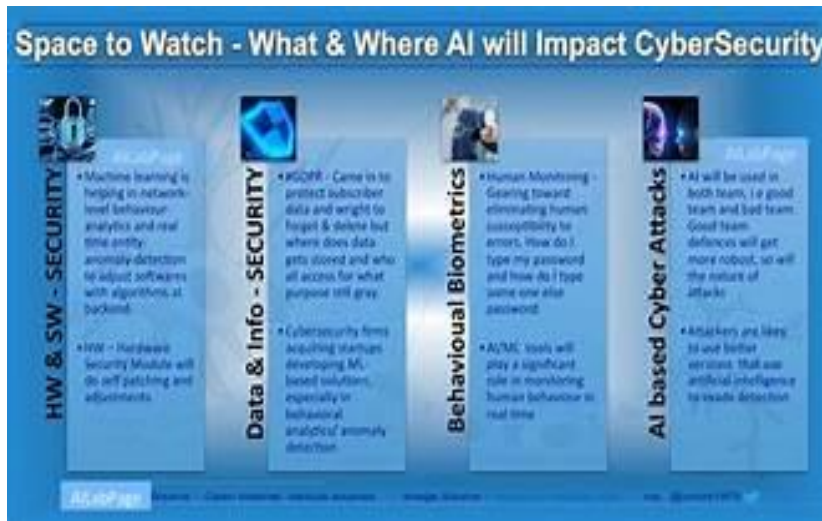 Space to Watch - What & Where AI will Impact CyberSecurity
HW & SW - SECURITY
AILabPage
• Machine learning is
helping in network-
level behaviour
analytics and real
time entity
anomaly-detection
to adjust softwares
with algorithms at
backend
• HW – Hardware
Security Module will
do self patching and
adjustments
Data & Info - SECURITY
• #GDPR - Came in to
protect subscriber
data and wright to
forget & delete but
where does data
gets stored and who
all access for what
purpose still gray.
• Cybersecurity firms
acquiring startups
developing ML-
based solutions,
especially in
behavioral
analytics/ anomaly
detection
Behavioual Biometrics
• Human Monitoring -
Gearing toward
eliminating human
susceptibility to
errors. How do I
type my password
and how do I type
some one else
password
• AI/ML tools will
play a significant
role in monitoring
human behaviour in
real time
AI based Cyber Attacks
AILabPage
• AI will be used in
both team, i.e good
team and bad team.
Good team
defences will get
more robust, so will
the nature of
attacks
• Attackers are likely
to use better
versions that use
artificial intelligence
to evade detection
AILabPage